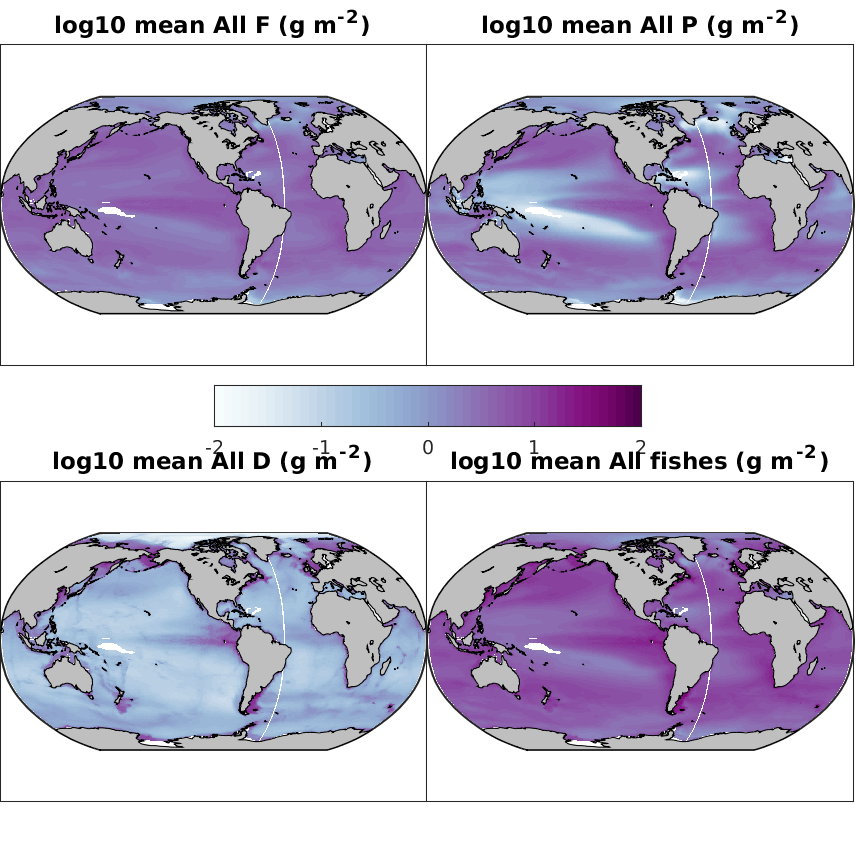 log10 mean All F (g m⁻²)
log10 mean All P (g m⁻²)
-2 -1 0 1 2
log10 mean All D (g m⁻²)
log10 mean All fishes (g m⁻²)